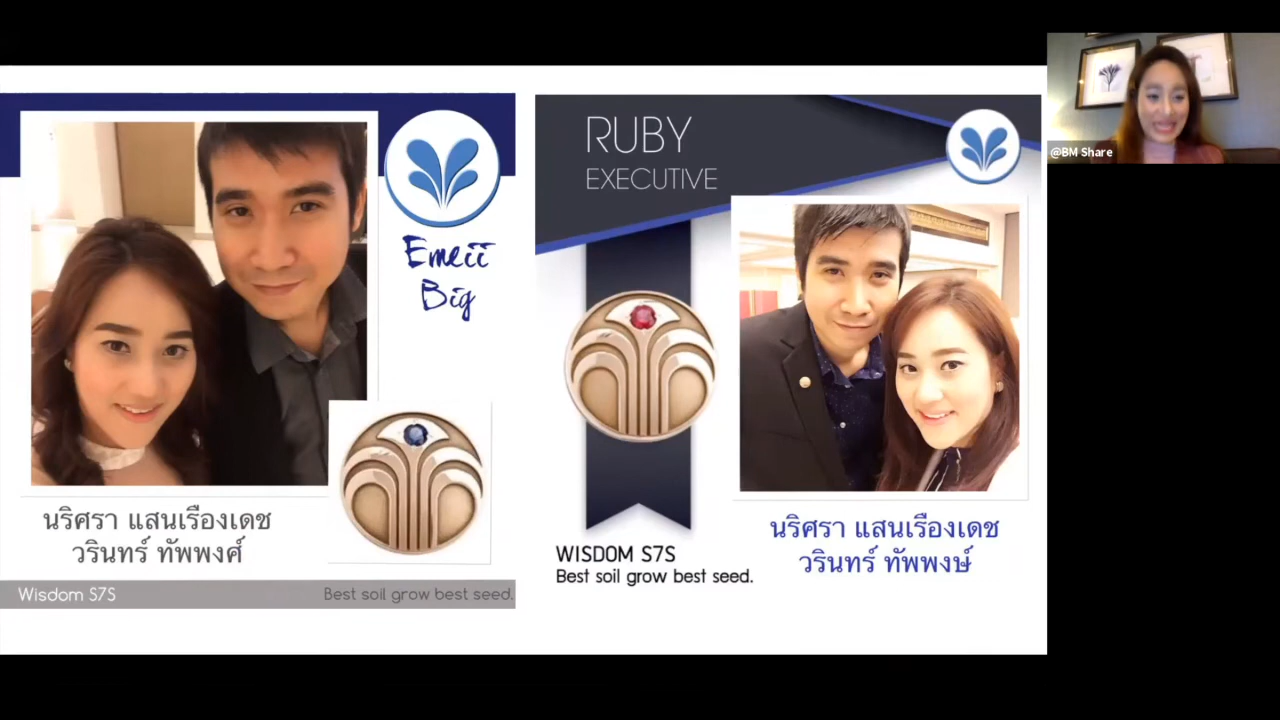 Emeii
Big
นริศรา แสนเรืองเดช
วรินทร์ ทัพพงศ์
Wisdom S7S
Best soil grow best seed.
RUBY
EXECUTIVE
WISDOM S7S
Best soil grow best seed.
นริศรา แสนเรืองเดช
วรินทร์ ทัพพงษ์
@BM Share